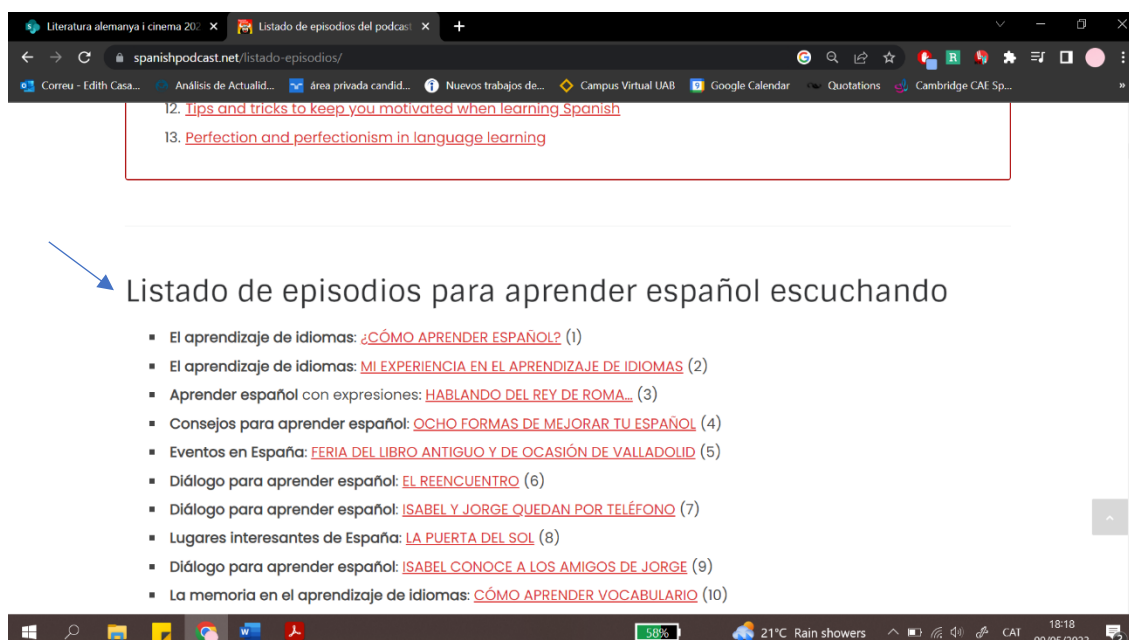 Literatura alemanya i cinema 202
Listado de episodios del podcast
spanishpodcast.net/listado-episodios/
Correu - Edith Casa...
Análisis de Actualid...
área privada candid...
Nuevos trabajos de...
Campus Virtual UAB
Google Calendar
Quotations
Cambridge CAE Sp...
12. Tips and tricks to keep you motivated when learning Spanish
13. Perfection and perfectionism in language learning
Listado de episodios para aprender español escuchando
El aprendizaje de idiomas: ¿CÓMO APRENDER ESPAÑOL? (1)
El aprendizaje de idiomas: MI EXPERIENCIA EN EL APRENDIZAJE DE IDIOMAS (2)
Aprender español con expresiones: HABLANDO DEL REY DE ROMA... (3)
Consejos para aprender español: OCHO FORMAS DE MEJORAR TU ESPAÑOL (4)
Eventos en España: FERIA DEL LIBRO ANTIGUO Y DE OCASIÓN DE VALLADOLID (5)
Diálogo para aprender español: EL REENCUENTRO (6)
Diálogo para aprender español: ISABEL Y JORGE QUEDAN POR TELÉFONO (7)
Lugares interesantes de España: LA PUERTA DEL SOL (8)
Diálogo para aprender español: ISABEL CONOCE A LOS AMIGOS DE JORGE (9)
La memoria en el aprendizaje de idiomas: CÓMO APRENDER VOCABULARIO (10)
58%
21°C Rain showers
CAT
18:18